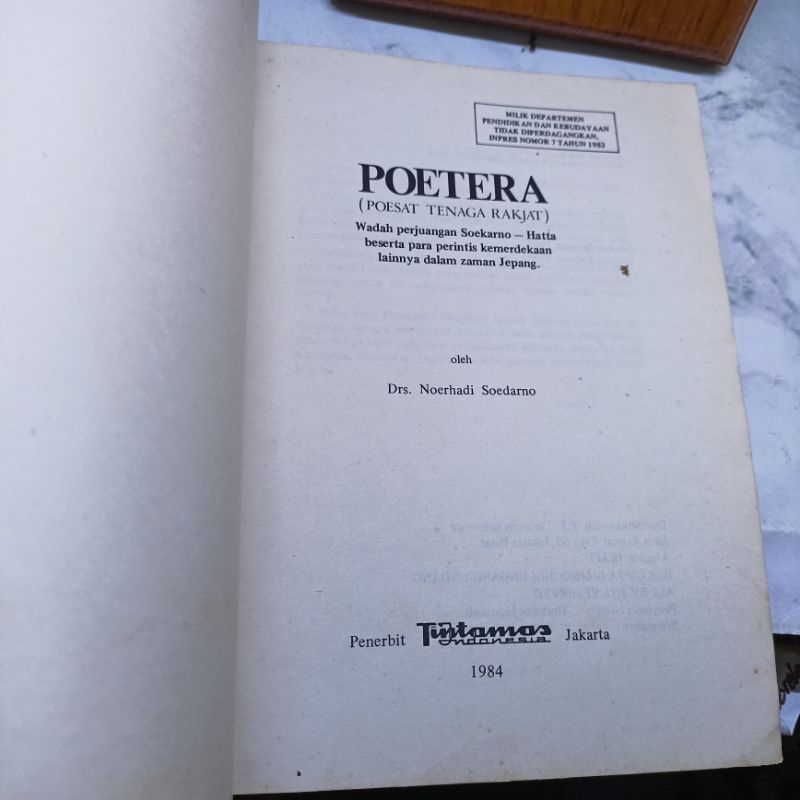 MILIK DEPARTEMEN
PENDIDIKAN DAN KEBUDAYAAN
TIDAK DIPERDAGANGKAN,
INPRES NOMOR 7 TAHUN 1983
POETERA
(POESAT TENAGA RAKJAT)
Wadah perjuangan Soekarno – Hatta
beserta para perintis kemerdekaan
lainnya dalam zaman Jepang.
oleh
Drs. Noerhadi Soedarno
Penerbit Tintamas INDONESIA Jakarta
1984